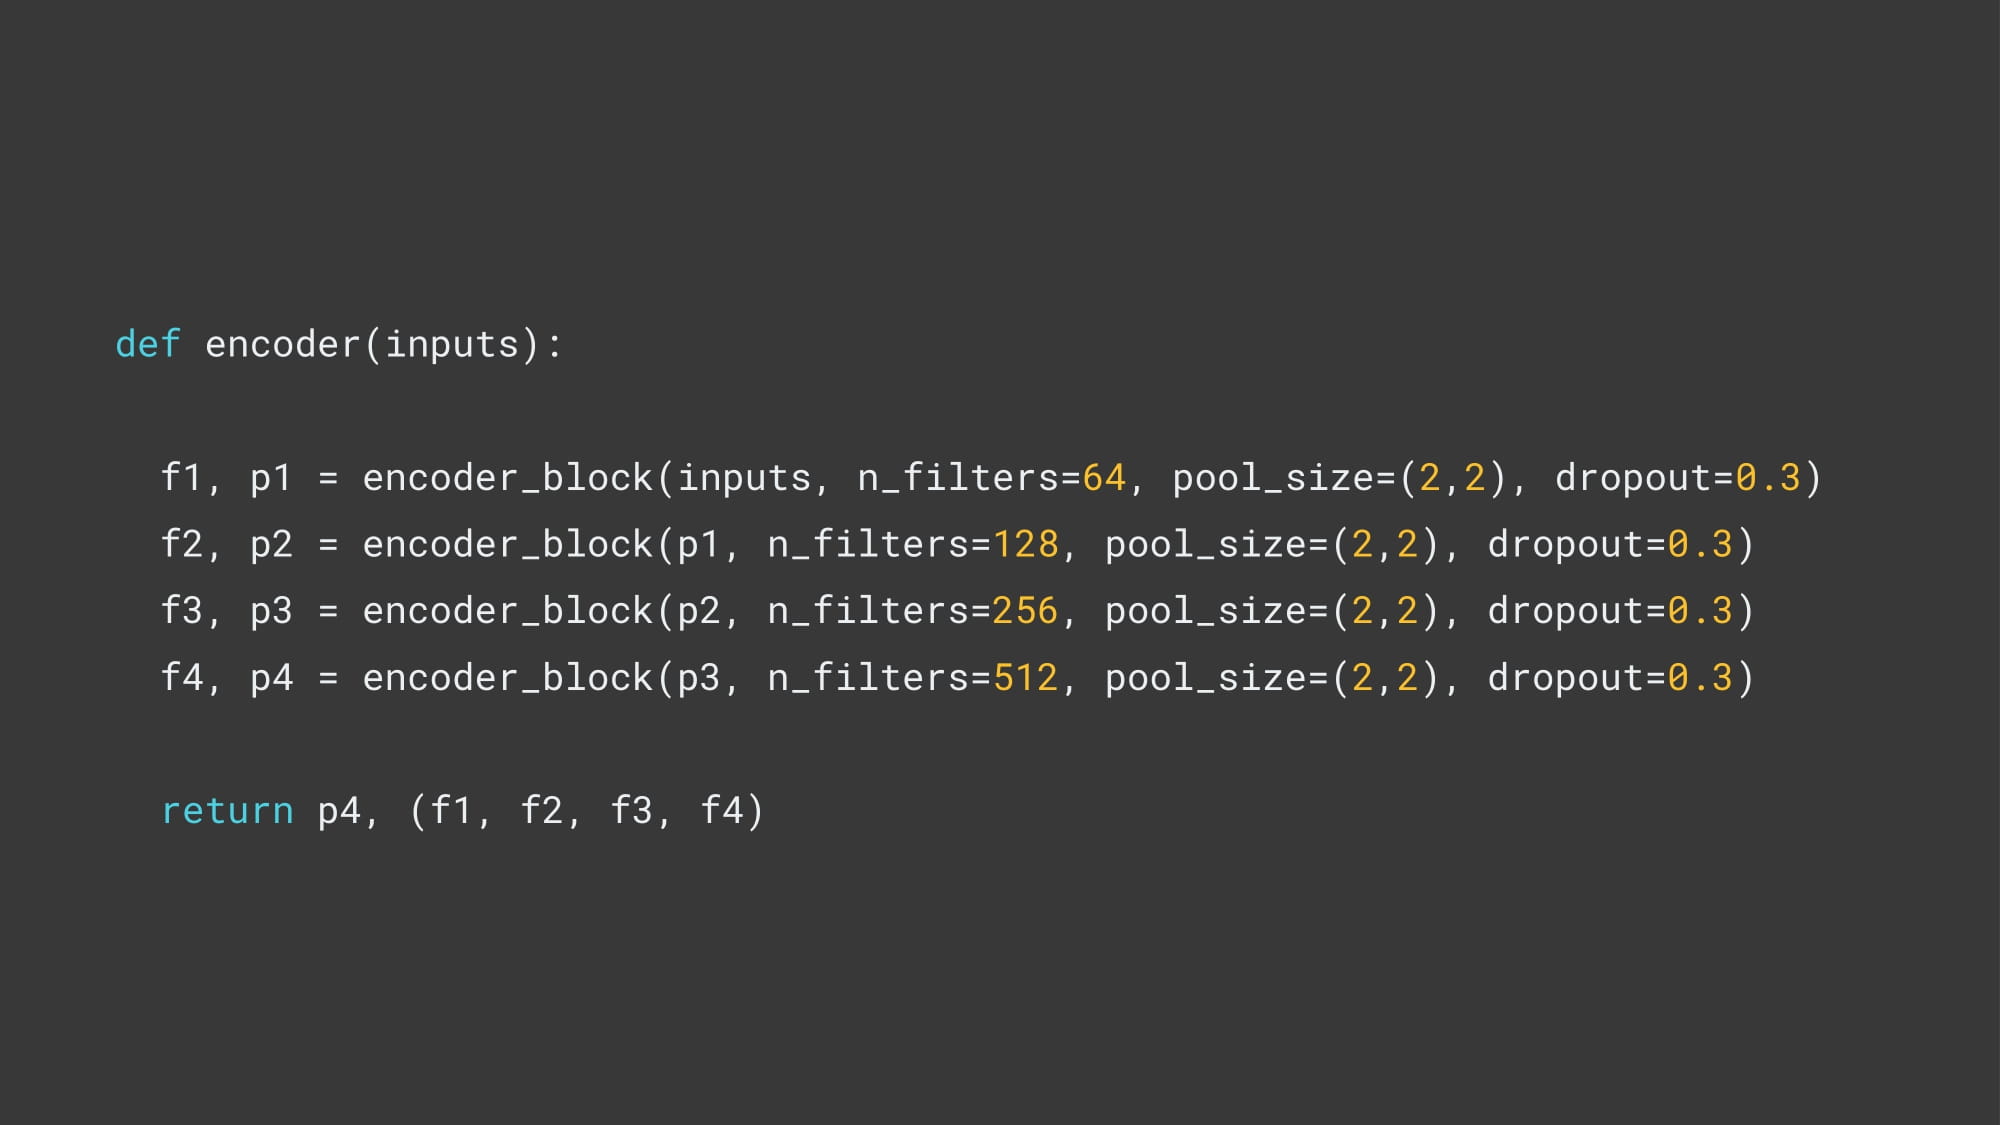 def encoder(inputs):
f1, p1 = encoder_block(inputs, n_filters=64, pool_size=(2,2), dropout=0.3)
f2, p2 = encoder_block(p1, n_filters=128, pool_size=(2,2), dropout=0.3)
f3, p3 = encoder_block(p2, n_filters=256, pool_size=(2,2), dropout=0.3)
f4, p4 = encoder_block(p3, n_filters=512, pool_size=(2,2), dropout=0.3)
return p4, (f1, f2, f3, f4)